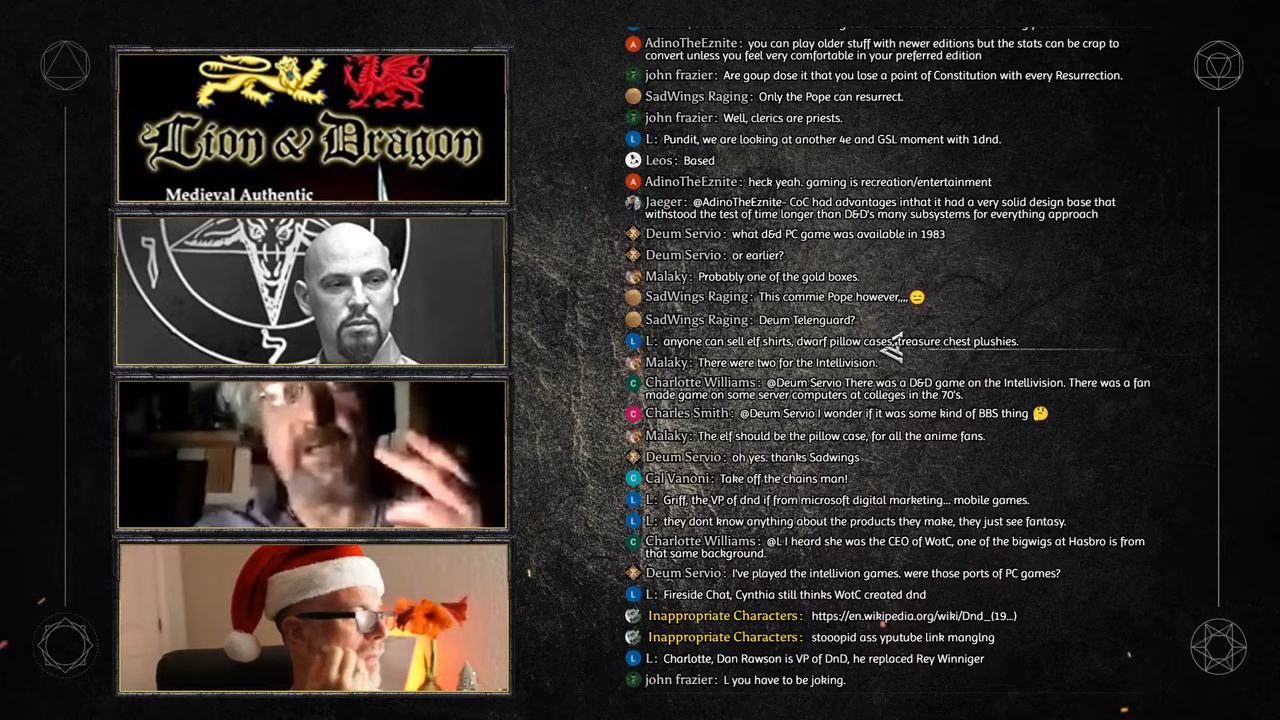 Lion & Dragon
Medieval Authentic
AdinoTheEznite: you can play older stuff with newer editions but the stats can be crap to
convert unless you feel very comfortable in your preferred edition
john frazier: Are goup dose it that you lose a point of Constitution with every Resurrection.
SadWings Raging: Only the Pope can resurrect.
john frazier: Well, clerics are priests.
L: Pundit, we are looking at another 4e and GSL moment with 1dnd.
Leos: Based
AdinoTheEznite: heck yeah. gaming is recreation/entertainment
Jaeger: @AdinoTheEznite- CoC had advantages inthat it had a very solid design base that
withstood the test of time longer than D&D's many subsystems for everything approach
Deum Servio: what d&d PC game was available in 1983
Deum Servio: or earlier?
Malaky: Probably one of the gold boxes.
SadWings Raging: This commie Pope however,,,,😑
SadWings Raging: Deum Telenguard?
L: anyone can sell elf shirts, dwarf pillow cases, treasure chest plushies.
Malaky: There were two for the Intellivision.
Charlotte Williams: @Deum Servio There was a D&D game on the Intellivision. There was a fan
made game on some server computers at colleges in the 70's.
Charles Smith: @Deum Servio I wonder if it was some kind of BBS thing 🤔
Malaky: The elf should be the pillow case, for all the anime fans.
Deum Servio: oh yes. thanks Sadwings
Cal Vanoni: Take off the chains man!
L: Griff, the VP of dnd if from microsoft digital marketing... mobile games.
L: they dont know anything about the products they make, they just see fantasy.
Charlotte Williams: @L I heard she was the CEO of WotC, one of the bigwigs at Hasbro is from
that same background.
Deum Servio: I've played the intellivion games. were those ports of PC games?
L: Fireside Chat, Cynthia still thinks WotC created dnd
Inappropriate Characters: https://en.wikipedia.org/wiki/Dnd_(19...)
Inappropriate Characters: stooopid ass yputube link manglng
L: Charlotte, Dan Rawson is VP of DnD, he replaced Rey Winniger
john frazier: L you have to be joking.